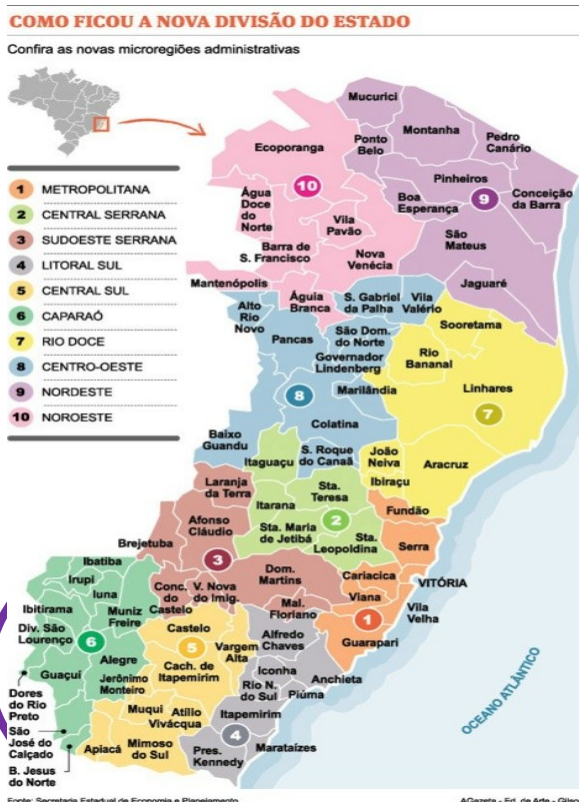 COMO FICOU A NOVA DIVISÃO DO ESTADO
Confira as novas microregiões administrativas
1 METROPOLITANA
2 CENTRAL SERRANA
3 SUDOESTE SERRANA
4 LITORAL SUL
5 CENTRAL SUL
6 CAPARAÓ
7 RIO DOCE
8 CENTRO-OESTE
9 NORDESTE
10 NOROESTE
Mucurici
Montanha
Pedro
Canário
Ponto
Belo
Ecoporanga
10
Pinheiros
9
Conceição
da Barra
Boa
Esperança
Água
Doce
do
Norte
Vila
Pavão
São
Mateus
Barra de
S. Francisco
Nova
Venécia
Jaguaré
Mantenópolis
Águia
Branca
S. Gabriel
da Palha
Vila
Valério
Alto
Rio
Novo
Sooretama
Pancas
São Dom.
do Norte
Governador
Lindenberg
Rio
Bananal
Linhares
7
8
Marilândia
Colatina
Baixo
Guandu
Itaguaçu
S. Roque
do Canaã
João
Neiva
Ibiraçu
Aracruz
Laranja
da Terra
Sta.
Teresa
Itarana
2
Fundão
Afonso
Cláudio
Sta. Maria
de Jetibá
Sta.
Leopoldina
Serra
Brejetuba
3
Dom.
Martins
Cariacica
VITÓRIA
Viana
Vila
Velha
1
Guarapari
Ibatiba
Irupi
Iuna
Conc.
do
Castelo
V. Nova
do Imig.
Mal.
Floriano
Ibitirama
Muniz
Freire
Div. São
Lourenço
6
Castelo
5
Vargem
Alta
Alfredo
Chaves
Alegre
Guaçuí
Jerônimo
Monteiro
Cach. de
Itapemirim
Iconha
Anchieta
Rio N.
do Sul
Piúma
Dores
do Rio
Preto
Muqui
Atílio
Vivácqua
Itapemirim
4
São
José do
Calçado
Apiacá
Mimoso
do Sul
Pres.
Kennedy
Marataízes
B. Jesus
do Norte
OCEANO ATLÂNTICO
Fonte: Secretaria Estadual de Economia e Planejamento
AGazeta - Ed. de Arte - Gilso